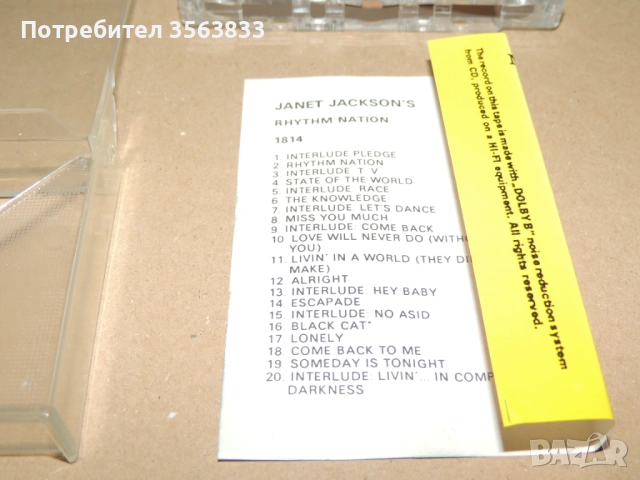 Потребител 3563833
JANET JACKSON'S
RHYTHM NATION
1814
1 INTERLUDE PLEDGE
2 RHYTHM NATION
3 INTERLUDE T V
4 STATE OF THE WORLD
5 INTERLUDE RACE
6 THE KNOWLEDGE
7 INTERLUDE LET'S DANCE
8 MISS YOU MUCH
9 INTERLUDE COME BACK
10. LOVE WILL NEVER DO (WITHO
YOU)
11. LIVIN' IN A WORLD (THEY DI
MAKE)
12 ALRIGHT
13. INTERLUDE: HEY BABY
14 ESCAPADE
15. INTERLUDE: NO ASID
16 BLACK CAT*
17 LONELY
18 COME BACK TO ME
19 SOMEDAY IS TONIGHT
20. INTERLUDE: LIVIN'... IN COMP
DARKNESS
The record on this tape is made with „DOLBY B" noise reduction system
from CD, produced on a HI-FI equipment. All rights reserved.
BAZAR